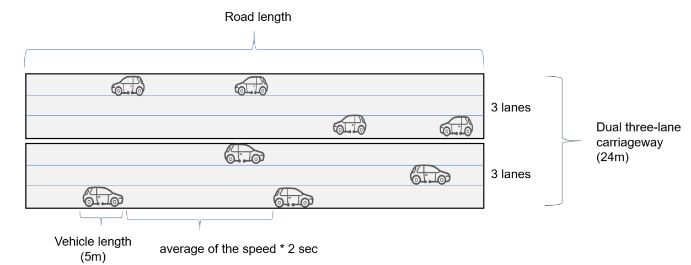 Road length
3 lanes
3 lanes
Dual three-lane
carriageway
(24m)
Vehicle length
(5m)
average of the speed * 2 sec